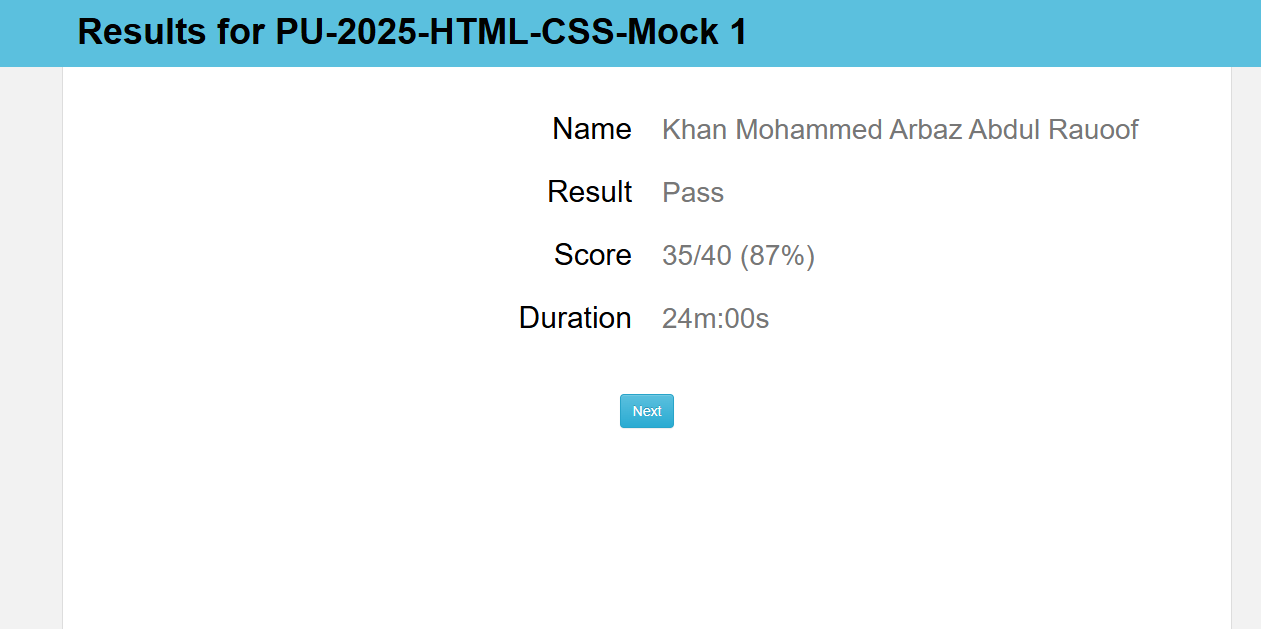 Results for PU-2025-HTML-CSS-Mock 1
Name Khan Mohammed Arbaz Abdul Rauoof
Result Pass
Score 35/40 (87%)
Duration 24m:00s
Next